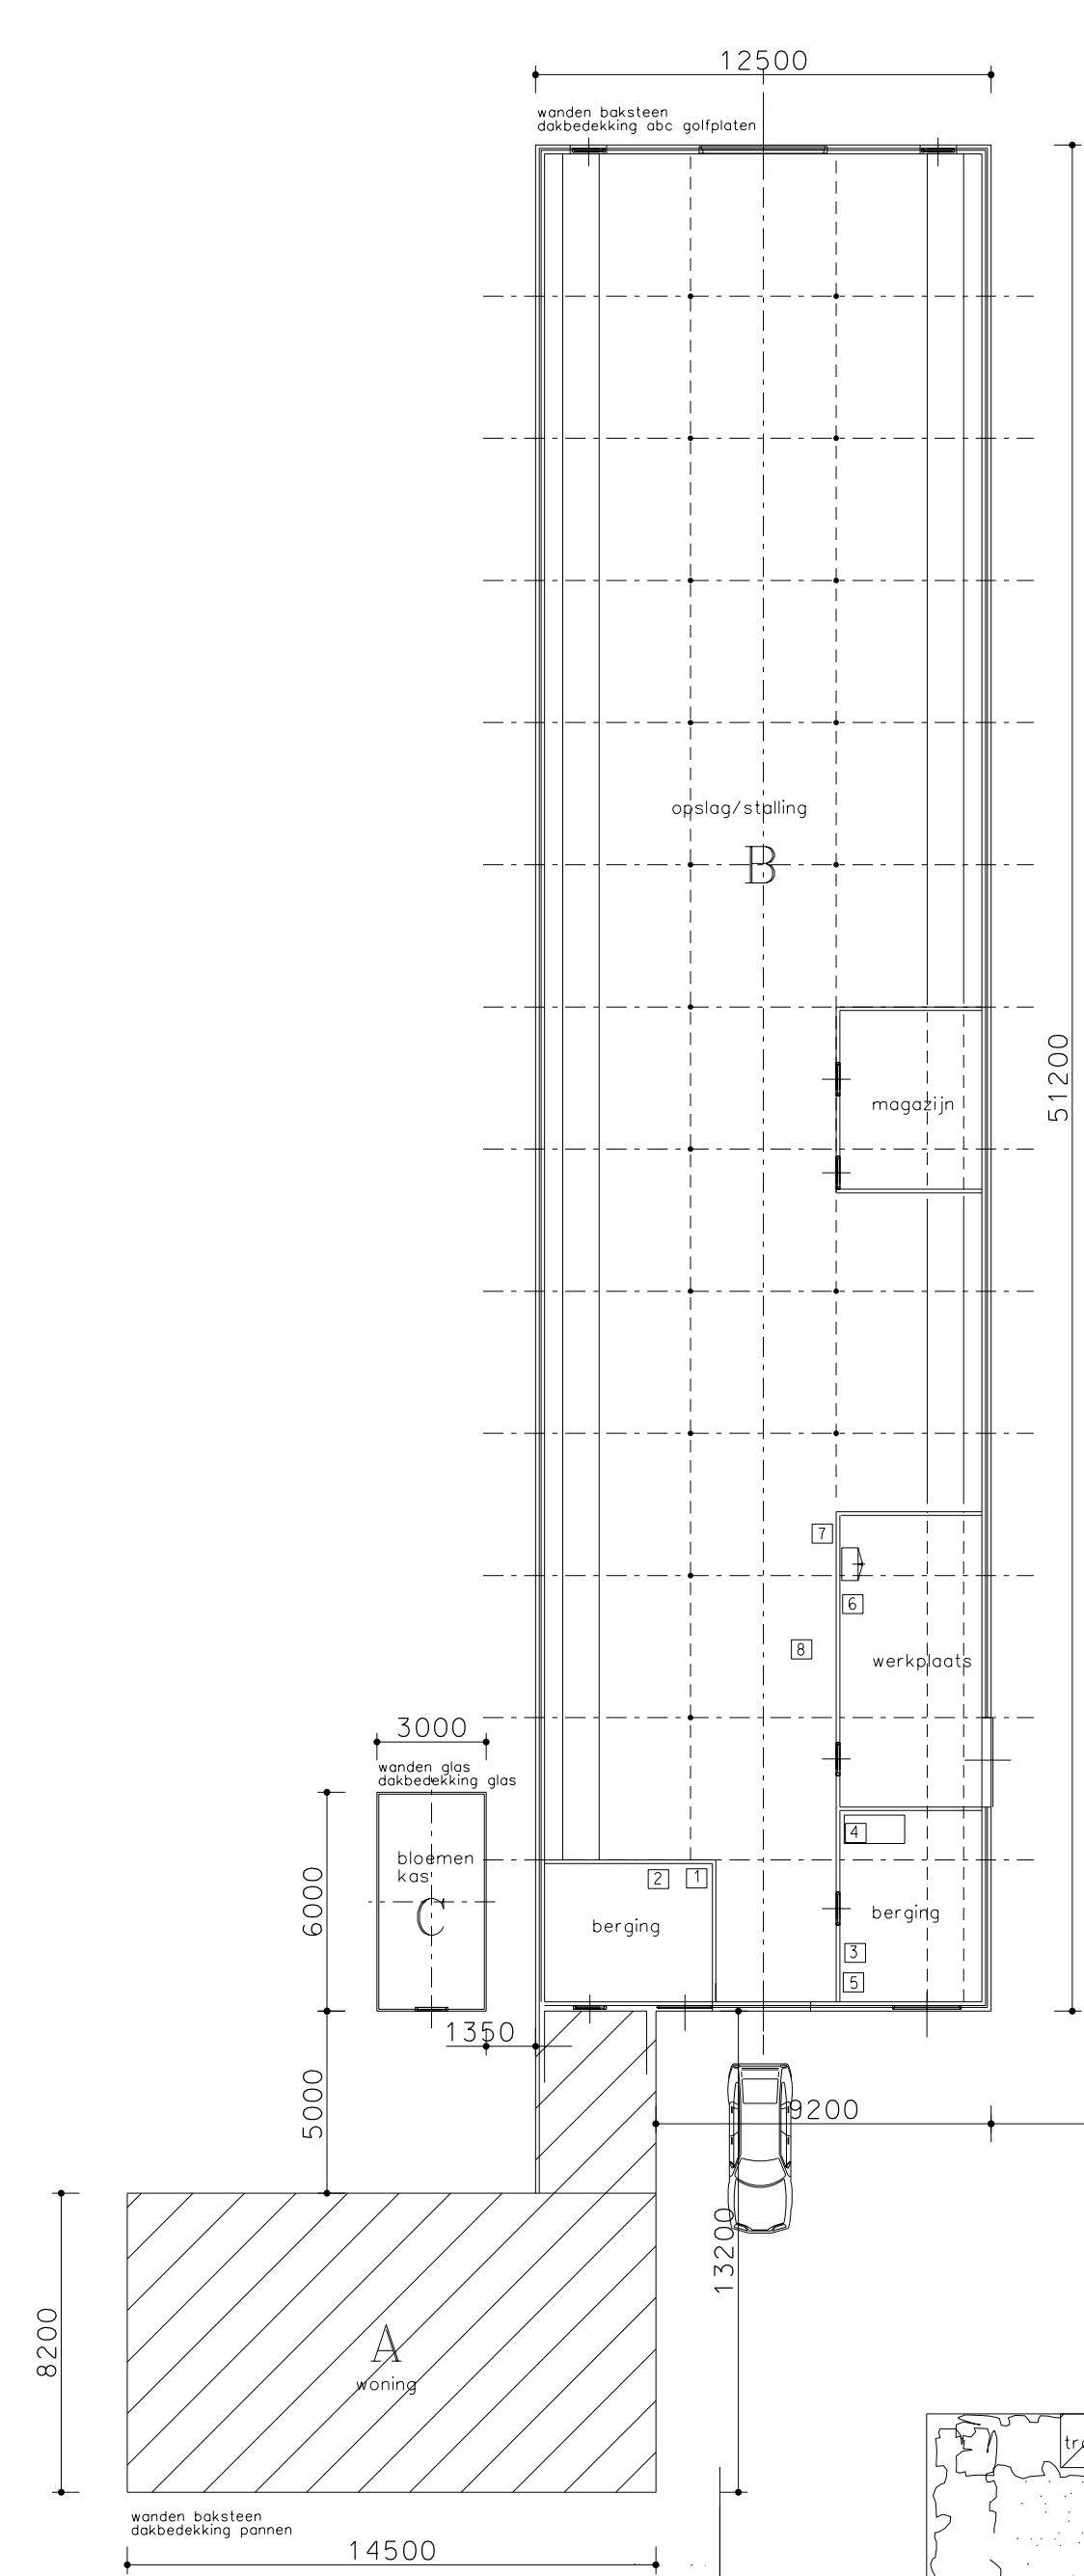 12500
wanden baksteen
dakbedekking abc golfplaten
opslag/stalling
B
51200
magazijn
7
6
8
werkplaats
3000
wanden glas
dakbedekking glas
4
bloemen
kas
C
6000
2
1
berging
berging
3
5
1350
5000
9200
13200
8200
A
woning
wanden baksteen
dakbedekking pannen
14500